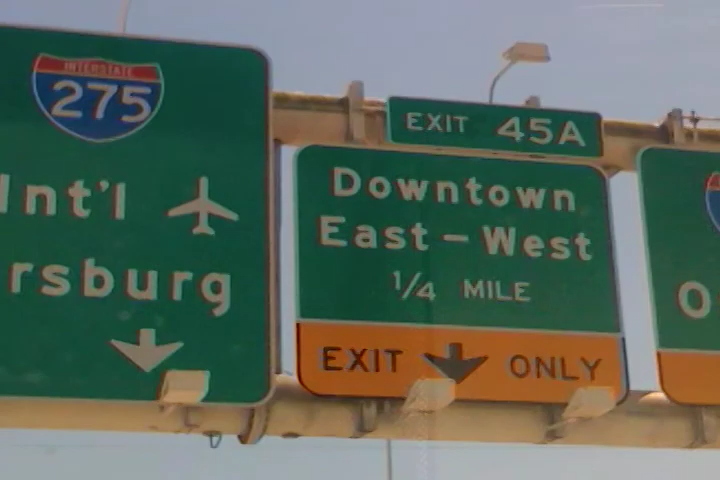 INTERSTATE
275
Int'l
rsburg
EXIT 45A
Downtown
East-West
1/4 MILE
EXIT ONLY
O